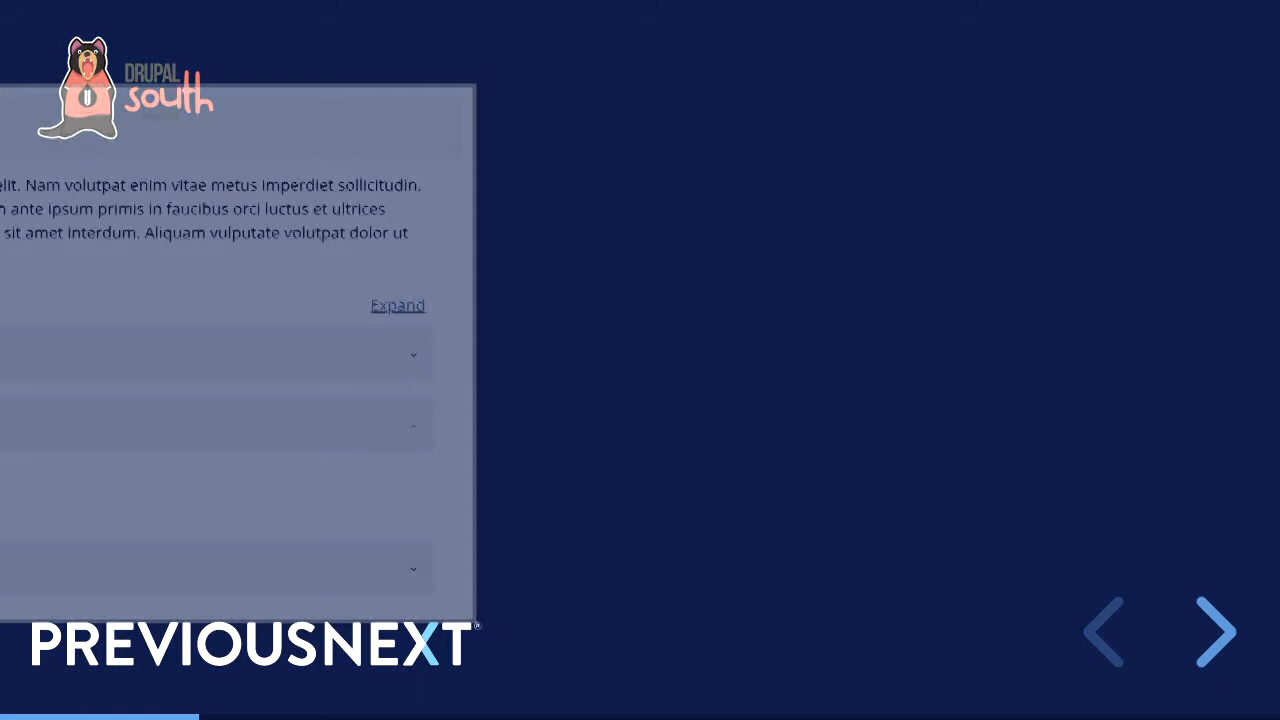 DRUPAL
south
elit. Nam volutpat enim vitae metus imperdiet sollicitudin.
ante ipsum primis in faucibus orci luctus et ultrices
sit amet interdum. Aliquam vulputate volutpat dolor ut
Expand
PREVIOUSNEXT®